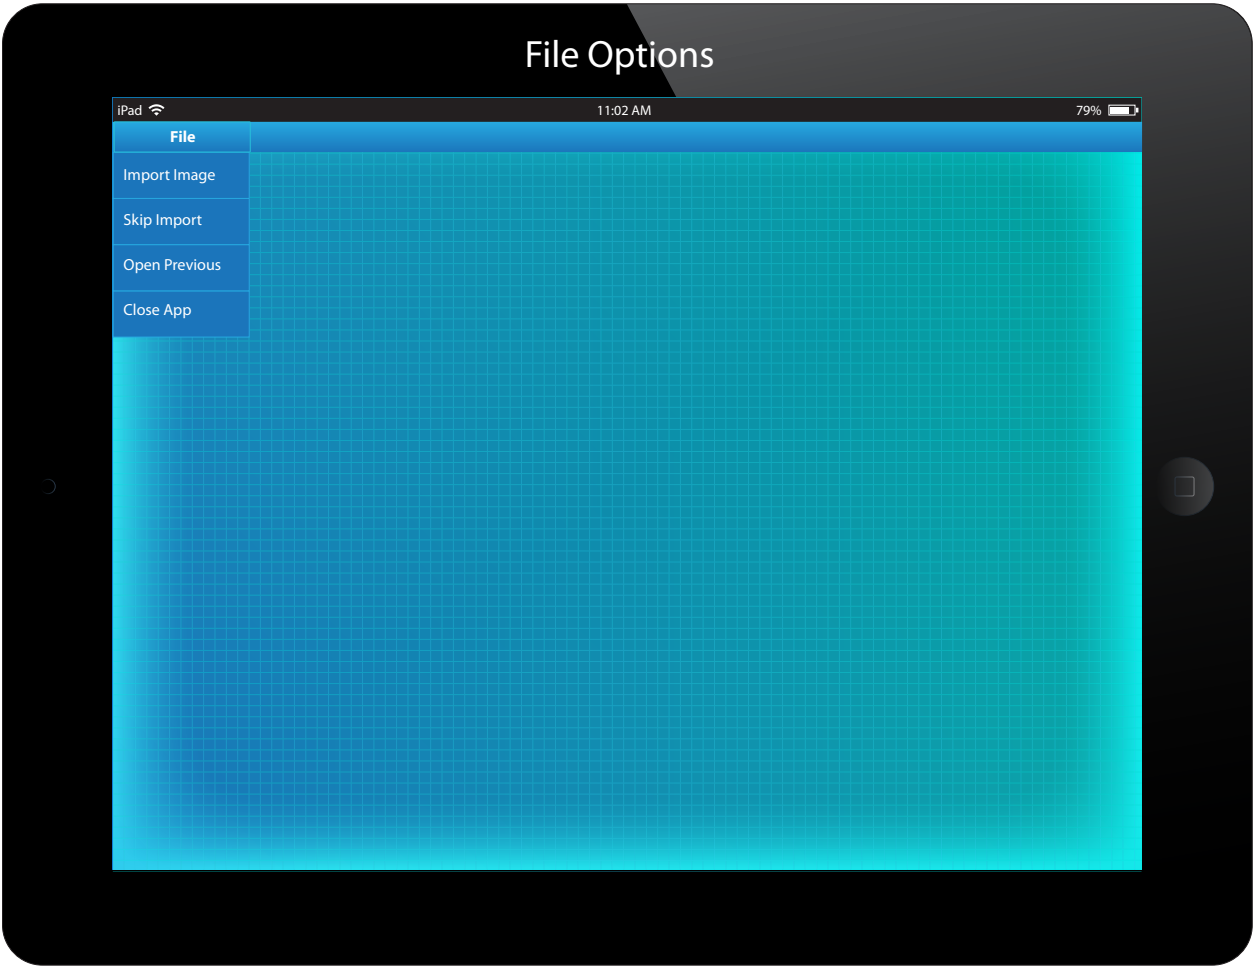 File Options
iPad 11:02 AM 79%
File
Import Image
Skip Import
Open Previous
Close App